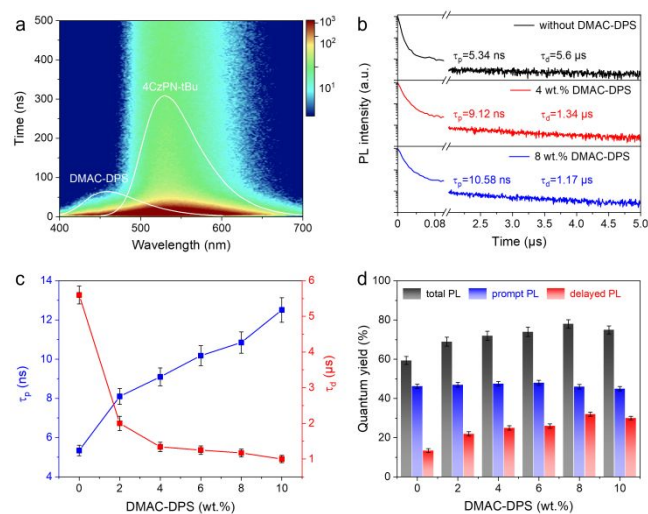 a
500
400
300
200
100
0
Time (ns)
400
500
600
700
Wavelength (nm)
4CzPN-tBu
DMAC-DPS
10³
10²
10¹
b
PL intensity (a.u.)
without DMAC-DPS
τp=5.34 ns τd=5.6 μs
4 wt.% DMAC-DPS
τp=9.12 ns τd=1.34 μs
8 wt.% DMAC-DPS
τp=10.58 ns τd=1.17 μs
0 0.08 2.5 3.0 3.5 4.0 4.5 5.0
Time (μs)
c
14
12
10
8
6
4
τp (ns)
6
5
4
3
2
1
τd (μs)
0 2 4 6 8 10
DMAC-DPS (wt.%)
d
total PL prompt PL delayed PL
100
80
60
40
20
0
Quantum yield (%)
0 2 4 6 8 10
DMAC-DPS (wt.%)